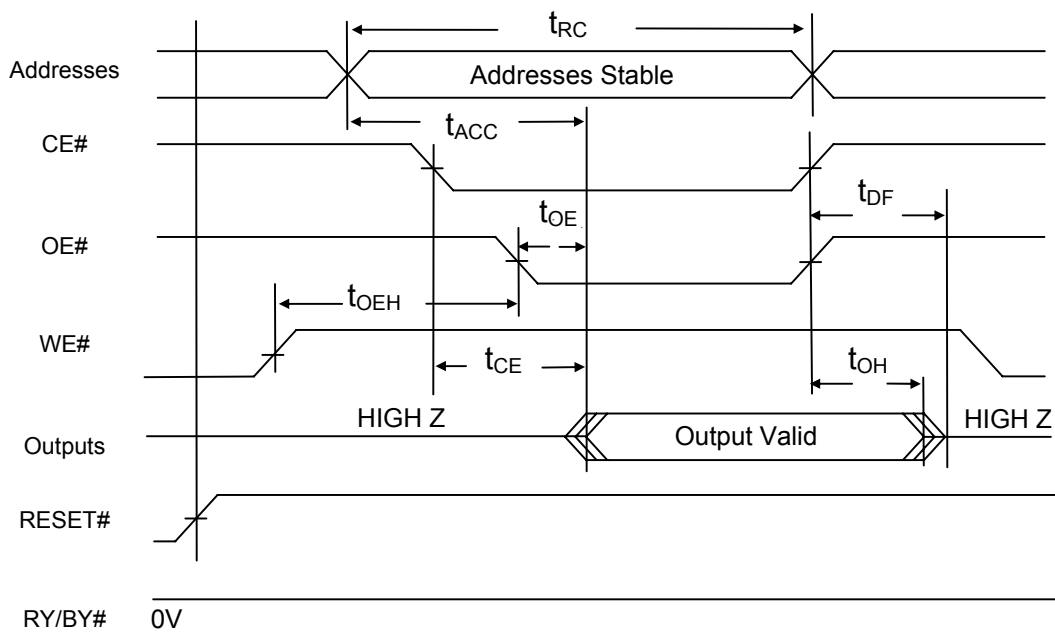 tRC
Addresses
Addresses Stable
tACC
CE#
tDF
tOE
OE#
tOEH
WE#
tCE
tOH
HIGH Z
HIGH Z
Outputs
Output Valid
RESET#
RY/BY#
0V